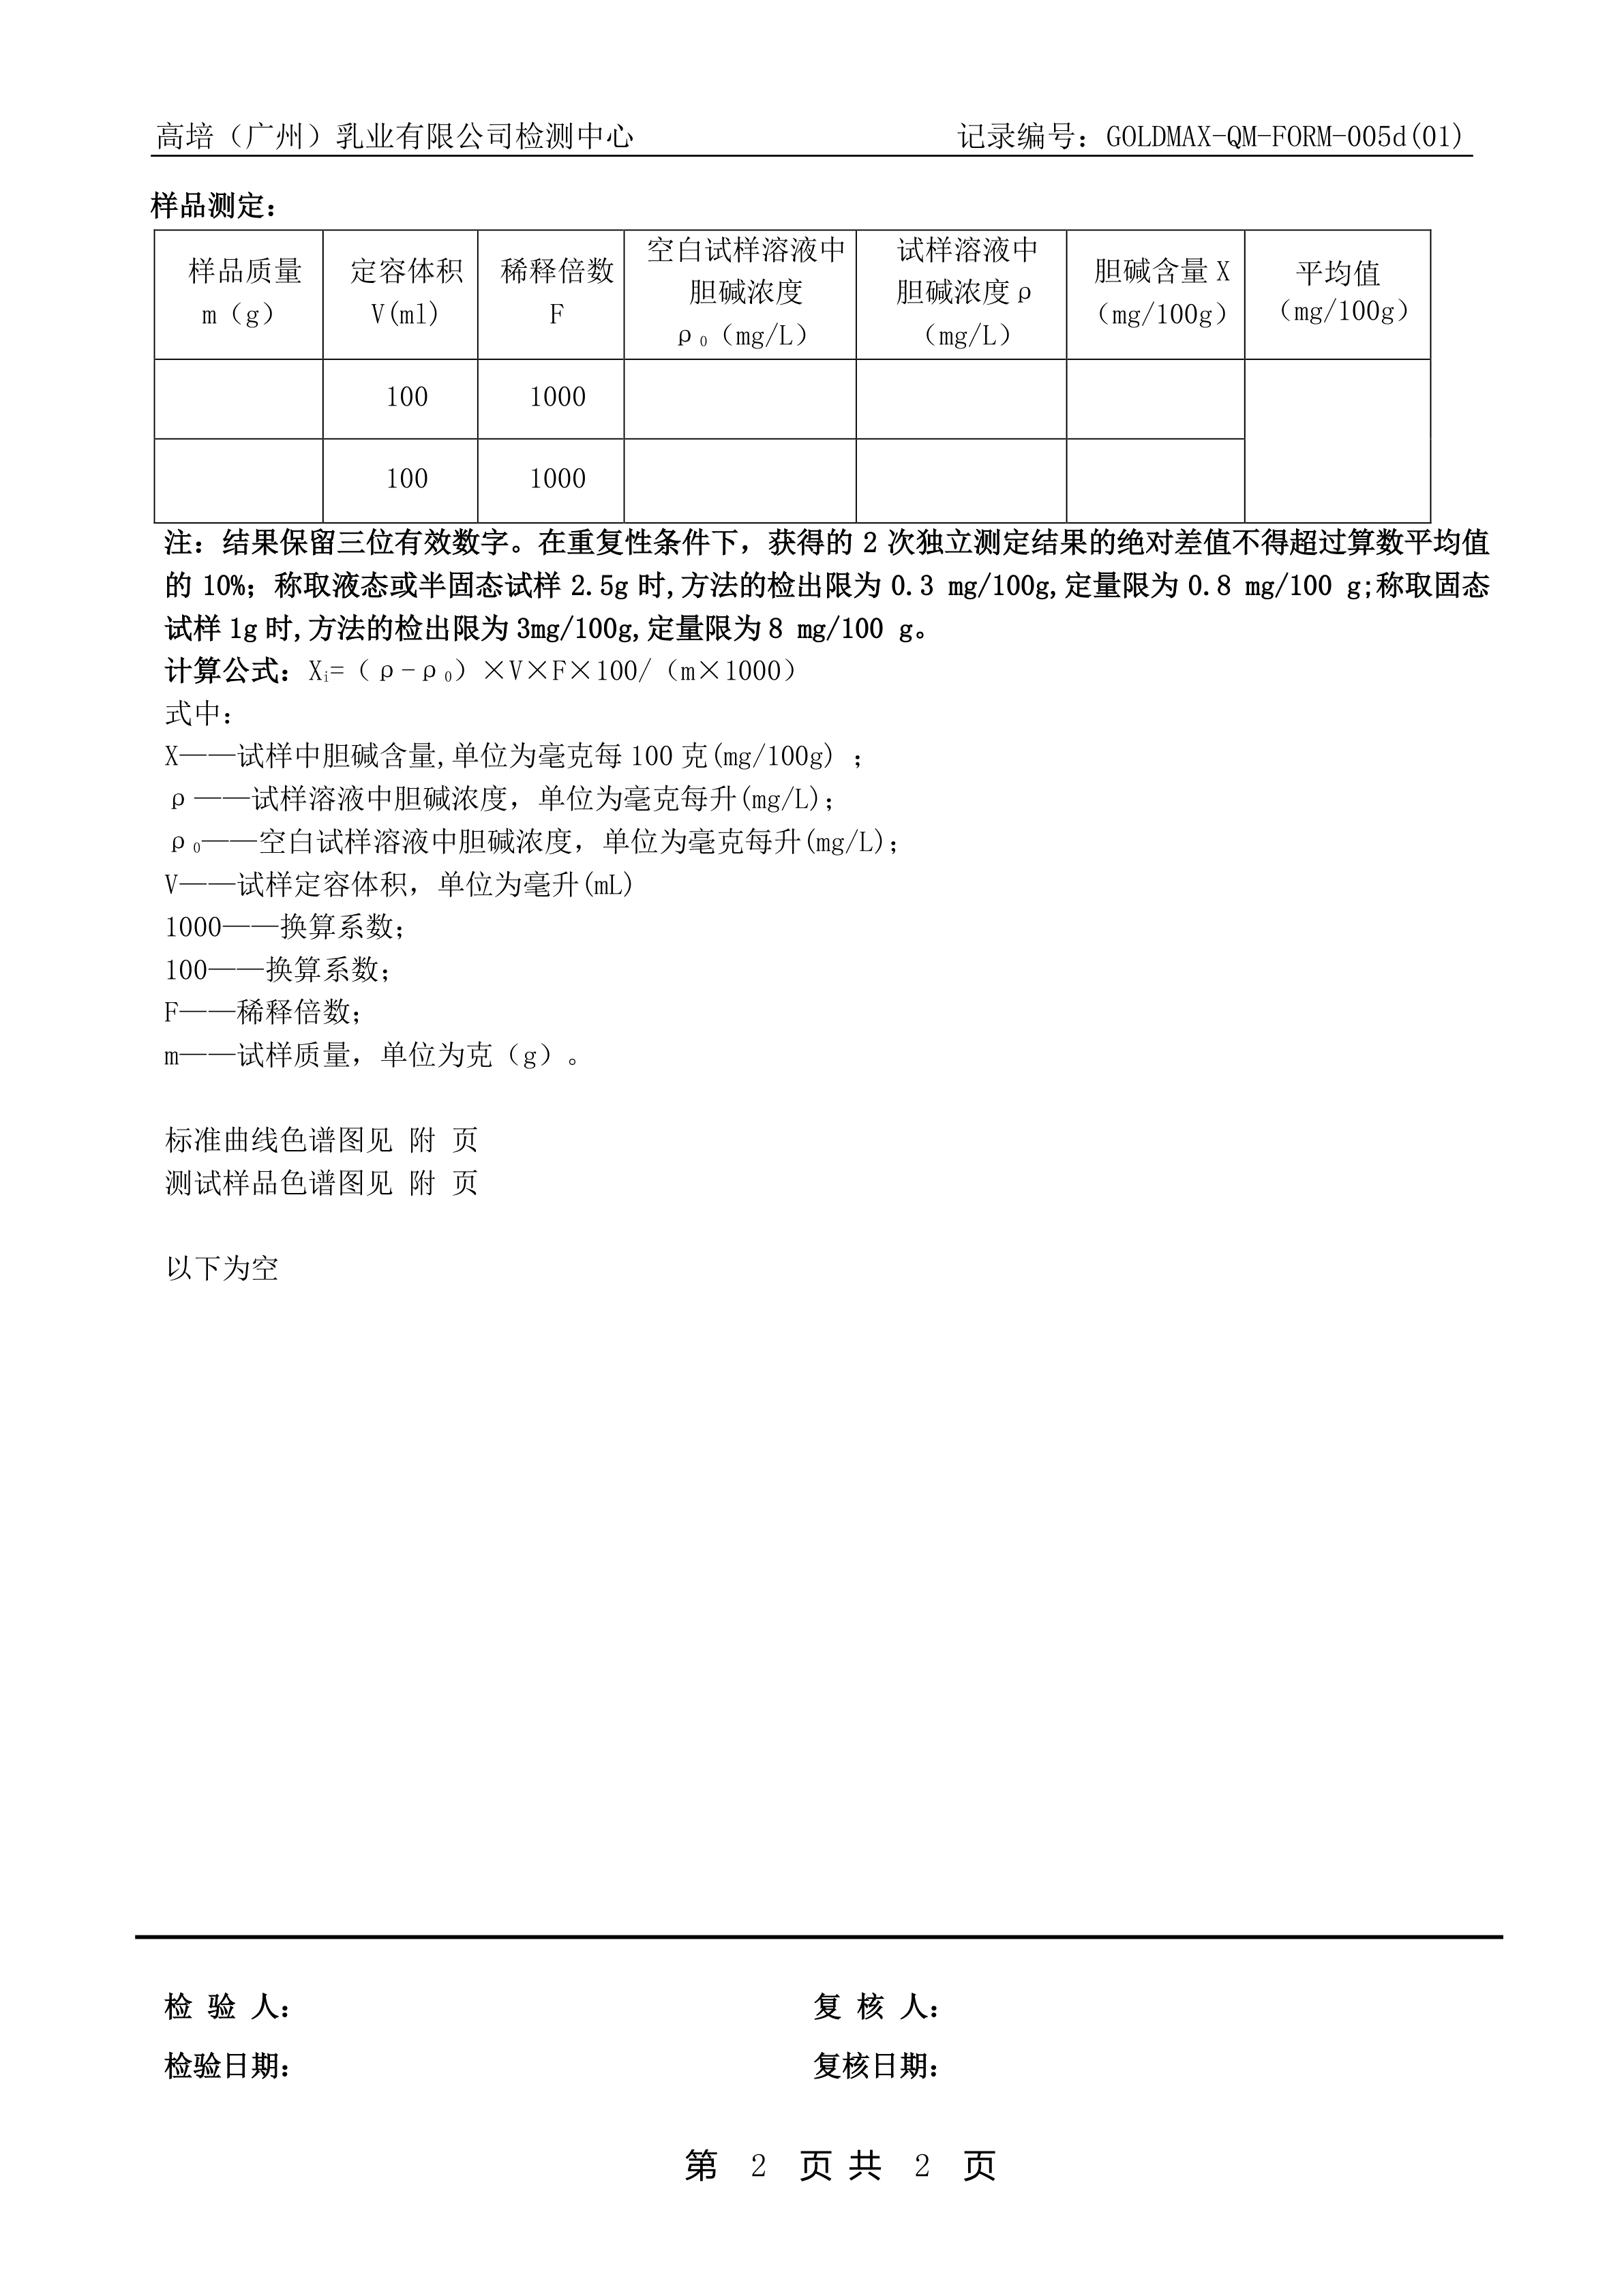 高培（广州）乳业有限公司检测中心 记录编号：GOLDMAX-QM-FORM-005d(01)
样品测定：
样品质量 m（g） 定容体积 V(ml) 稀释倍数 F 空白试样溶液中胆碱浓度 ρ₀（mg/L） 试样溶液中胆碱浓度ρ（mg/L） 胆碱含量 X（mg/100g） 平均值（mg/100g）
100 1000
100 1000
注：结果保留三位有效数字。在重复性条件下，获得的 2 次独立测定结果的绝对差值不得超过算数平均值
的 10%；称取液态或半固态试样 2.5g 时,方法的检出限为 0.3 mg/100g,定量限为 0.8 mg/100 g;称取固态
试样 1g 时,方法的检出限为 3mg/100g,定量限为 8 mg/100 g。
计算公式：Xᵢ=（ρ-ρ₀）×V×F×100/（m×1000）
式中：
X——试样中胆碱含量,单位为毫克每 100 克(mg/100g) ；
ρ——试样溶液中胆碱浓度，单位为毫克每升(mg/L)；
ρ₀——空白试样溶液中胆碱浓度，单位为毫克每升(mg/L)；
V——试样定容体积，单位为毫升(mL)
1000——换算系数；
100——换算系数；
F——稀释倍数；
m——试样质量，单位为克（g）。
标准曲线色谱图见 附 页
测试样品色谱图见 附 页
以下为空
检 验 人： 复 核 人：
检验日期： 复核日期：
第 2 页 共 2 页